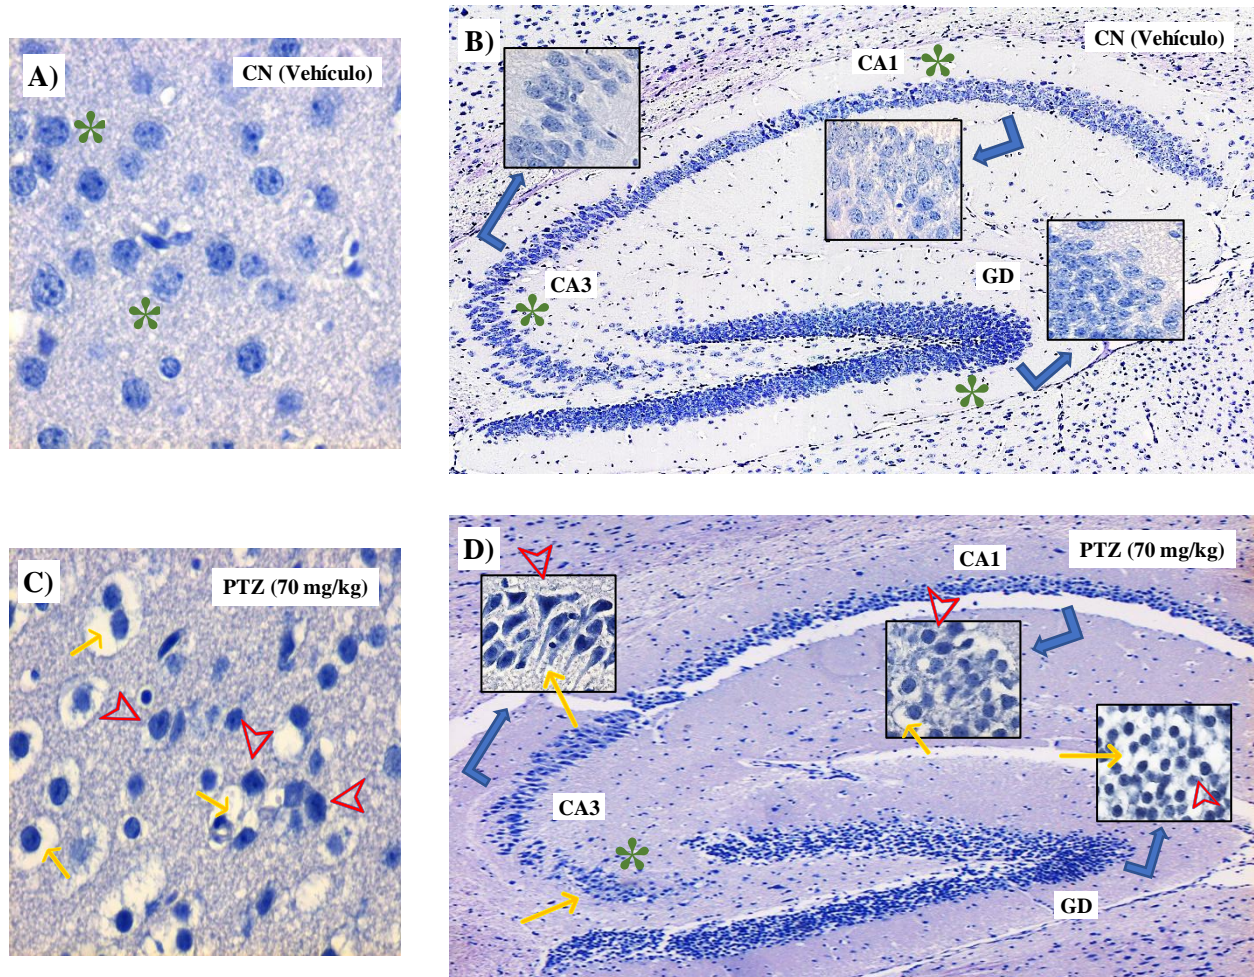 A)
CN (Vehículo)
B)
CN (Vehículo)
CA1
CA3
GD
C)
PTZ (70 mg/kg)
D)
CA1
PTZ (70 mg/kg)
CA3
GD